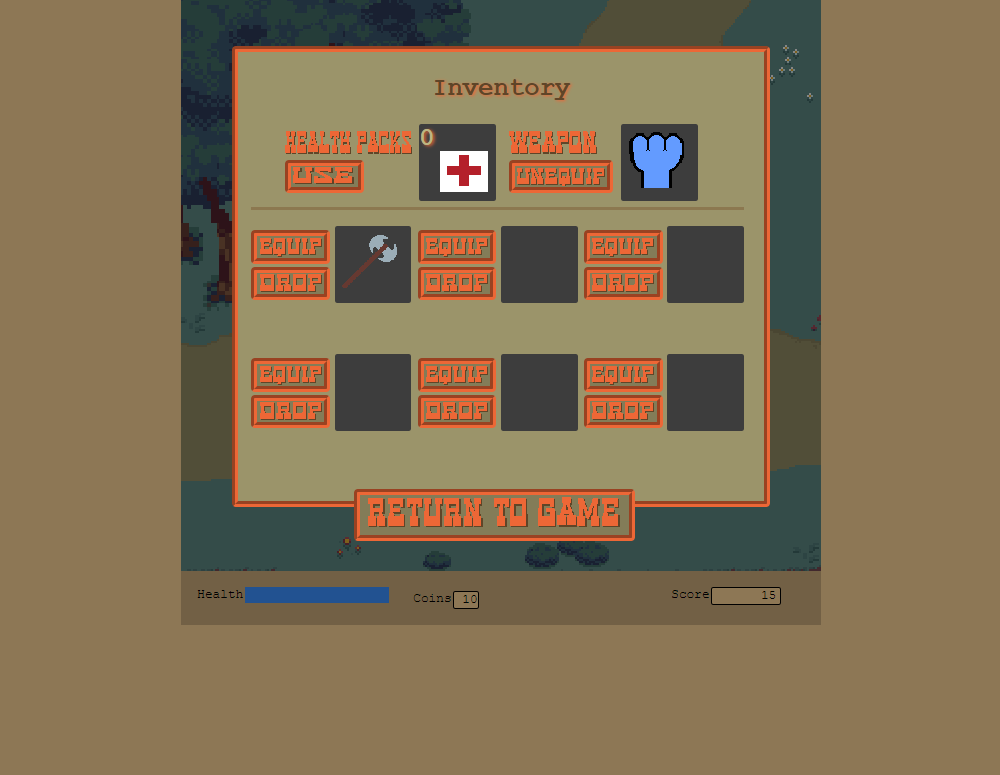 Inventory
HEALTH PACKS 0 WEAPON
USE UNEQUIP
EQUIP EQUIP EQUIP
DROP DROP DROP
EQUIP EQUIP EQUIP
DROP DROP DROP
RETURN TO GAME
Health Coins 10 Score 15